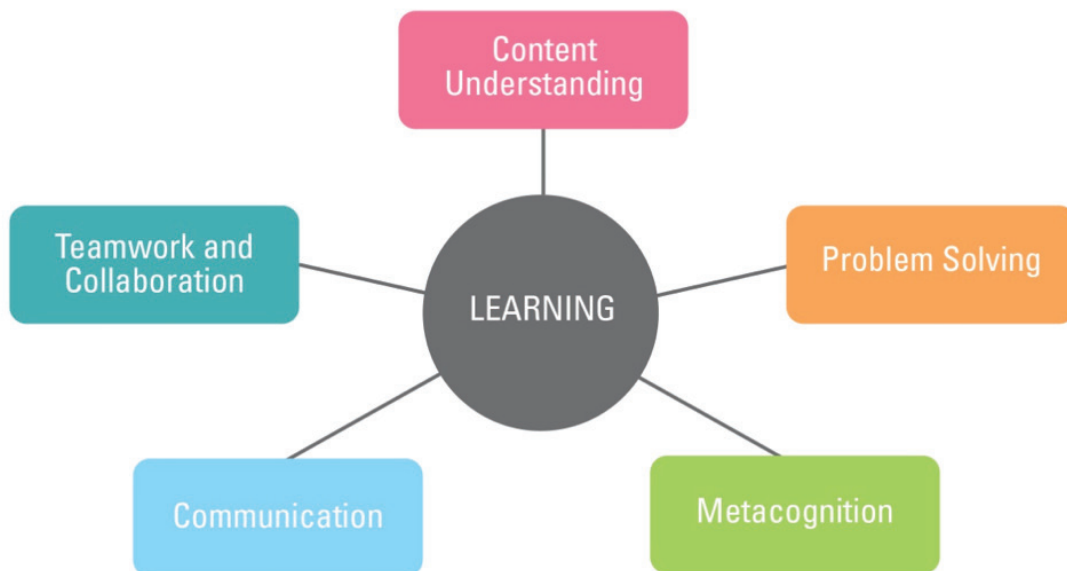 Content
Understanding
Teamwork and
Collaboration
Problem Solving
LEARNING
Communication
Metacognition